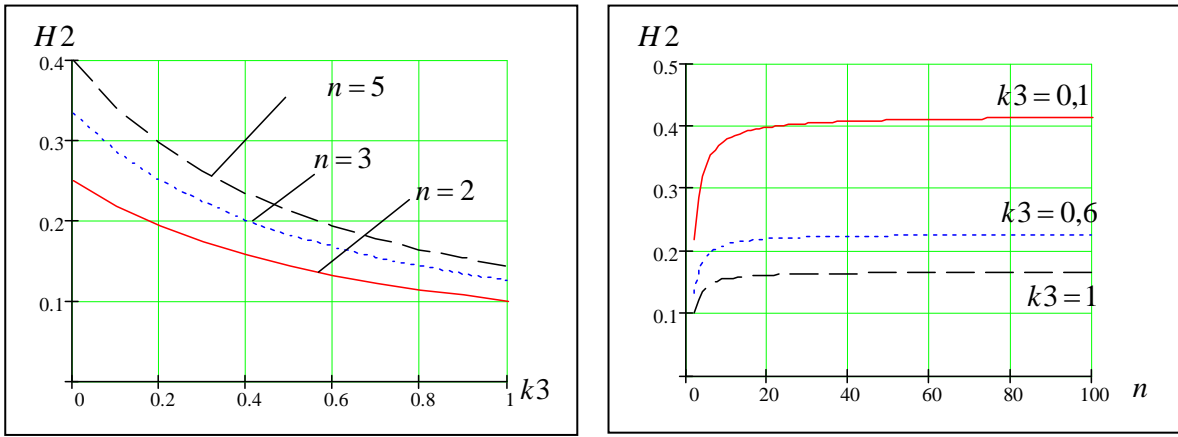 H2
0.4
n = 5
0.3
n = 3
n = 2
0.2
0.1
0 0.2 0.4 0.6 0.8 1 k3
H2
0.5
k3 = 0,1
0.4
0.3
k3 = 0,6
0.2
k3 = 1
0.1
0 20 40 60 80 100 n